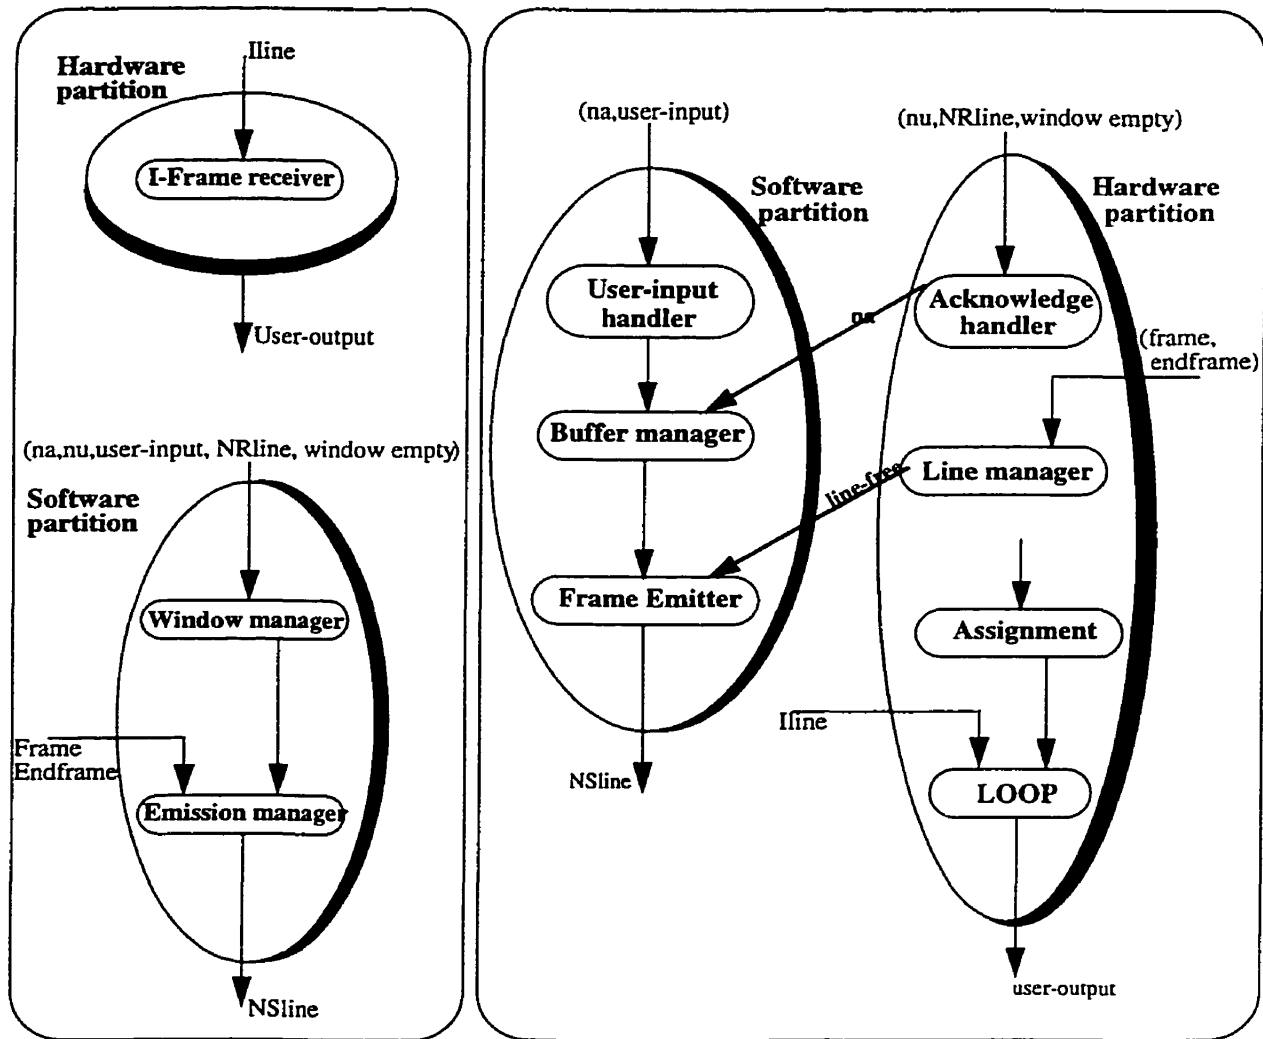 Iline
Hardware
partition
I-Frame receiver
User-output
(na,nu,user-input, NRline, window empty)
Software
partition
Window manager
Frame
Endframe
Emission manager
NSline
(na,user-input)
Software
partition
User-input
handler
na
Buffer manager
line-free
Frame Emitter
NSline
(nu,NRline,window empty)
Hardware
partition
Acknowledge
handler
(frame,
endframe)
Line manager
Assignment
Iline
LOOP
user-output